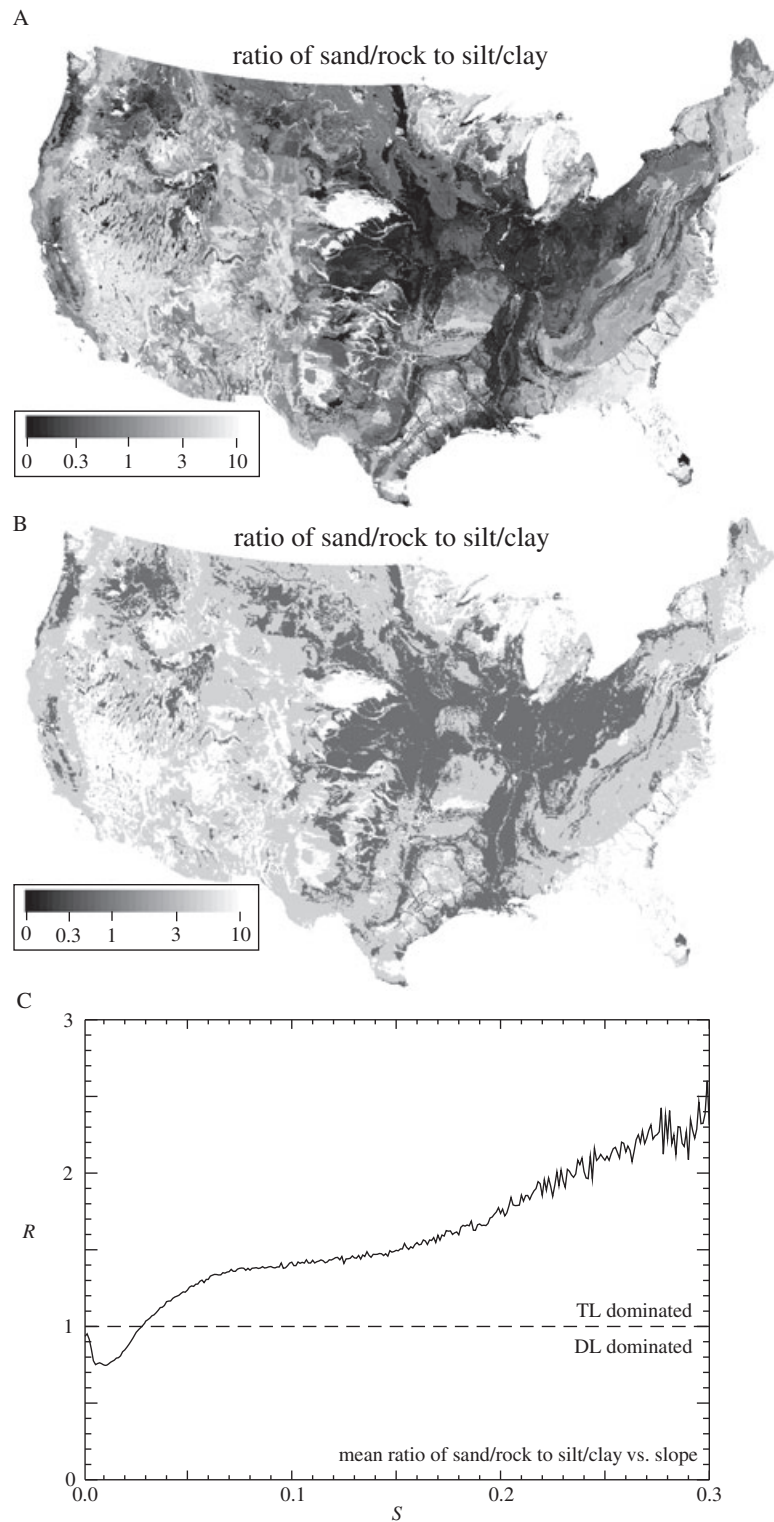 A
ratio of sand/rock to silt/clay
0 0.3 1 3 10
B
ratio of sand/rock to silt/clay
0 0.3 1 3 10
C
3
2
R
TL dominated
1
DL dominated
mean ratio of sand/rock to silt/clay vs. slope
0
0.0 0.1 0.2 0.3
S